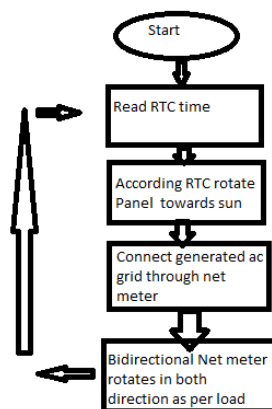 Start
Read RTC time
According RTC rotate
Panel towards sun
Connect generated ac
grid through net
meter
Bidirectional Net meter
rotates in both
direction as per load